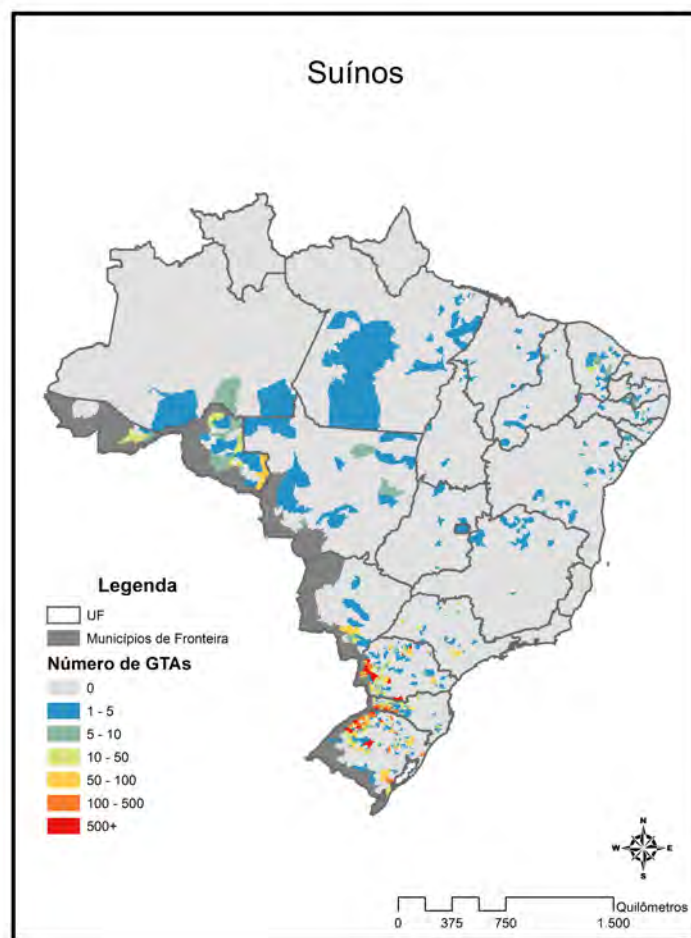 Suínos
Legenda
UF
Municípios de Fronteira
Número de GTAs
0
1 - 5
5 - 10
10 - 50
50 - 100
100 - 500
500+
N
W E
S
Quilômetros
0 375 750 1.500